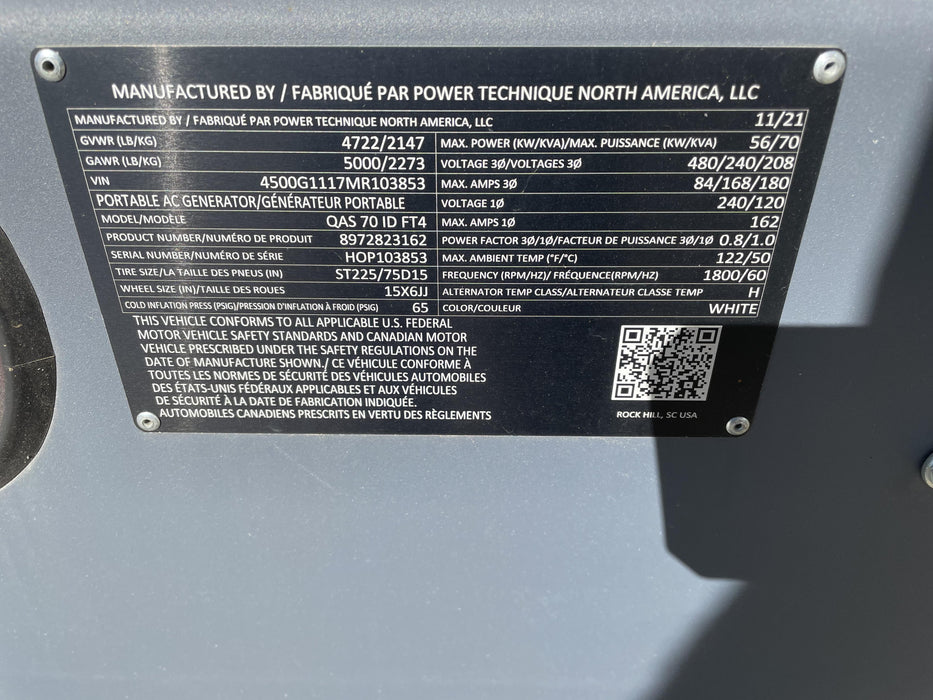 MANUFACTURED BY / FABRIQUÉ PAR POWER TECHNIQUE NORTH AMERICA, LLC
MANUFACTURED BY / FABRIQUÉ PAR POWER TECHNIQUE NORTH AMERICA, LLC 11/21
GVWR (LB/KG) 4722/2147 MAX. POWER (KW/KVA)/MAX. PUISSANCE (KW/KVA) 56/70
GAWR (LB/KG) 5000/2273 VOLTAGE 3Ø/VOLTAGES 3Ø 480/240/208
VIN 4500G1117MR103853 MAX. AMPS 3Ø 84/168/180
PORTABLE AC GENERATOR/GÉNÉRATEUR PORTABLE VOLTAGE 1Ø 240/120
MODEL/MODÈLE QAS 70 ID FT4 MAX. AMPS 1Ø 162
PRODUCT NUMBER/NUMÉRO DE PRODUIT 8972823162 POWER FACTOR 3Ø/1Ø/FACTEUR DE PUISSANCE 3Ø/1Ø 0.8/1.0
SERIAL NUMBER/NUMÉRO DE SÉRIE HOP103853 MAX. AMBIENT TEMP (°F/°C) 122/50
TIRE SIZE/LA TAILLE DES PNEUS (IN) ST225/75D15 FREQUENCY (RPM/HZ)/ FRÉQUENCE(RPM/HZ) 1800/60
WHEEL SIZE (IN)/TAILLE DES ROUES 15X6JJ ALTERNATOR TEMP CLASS/ALTERNATEUR CLASSE TEMP H
COLD INFLATION PRESS (PSIG)/PRESSION D'INFLATION À FROID (PSIG) 65 COLOR/COULEUR WHITE
THIS VEHICLE CONFORMS TO ALL APPLICABLE U.S. FEDERAL
MOTOR VEHICLE SAFETY STANDARDS AND CANADIAN MOTOR
VEHICLE PRESCRIBED UNDER THE SAFETY REGULATIONS ON THE
DATE OF MANUFACTURE SHOWN./ CE VÉHICULE CONFORME À
TOUTES LES NORMES DE SÉCURITÉ DES VÉHICULES AUTOMOBILES
DES ÉTATS-UNIS FÉDÉRAUX APPLICABLES ET AUX VÉHICULES
DE SÉCURITÉ À LA DATE DE FABRICATION INDIQUÉE.
AUTOMOBILES CANADIENS PRESCRITS EN VERTU DES RÈGLEMENTS
ROCK HILL, SC USA